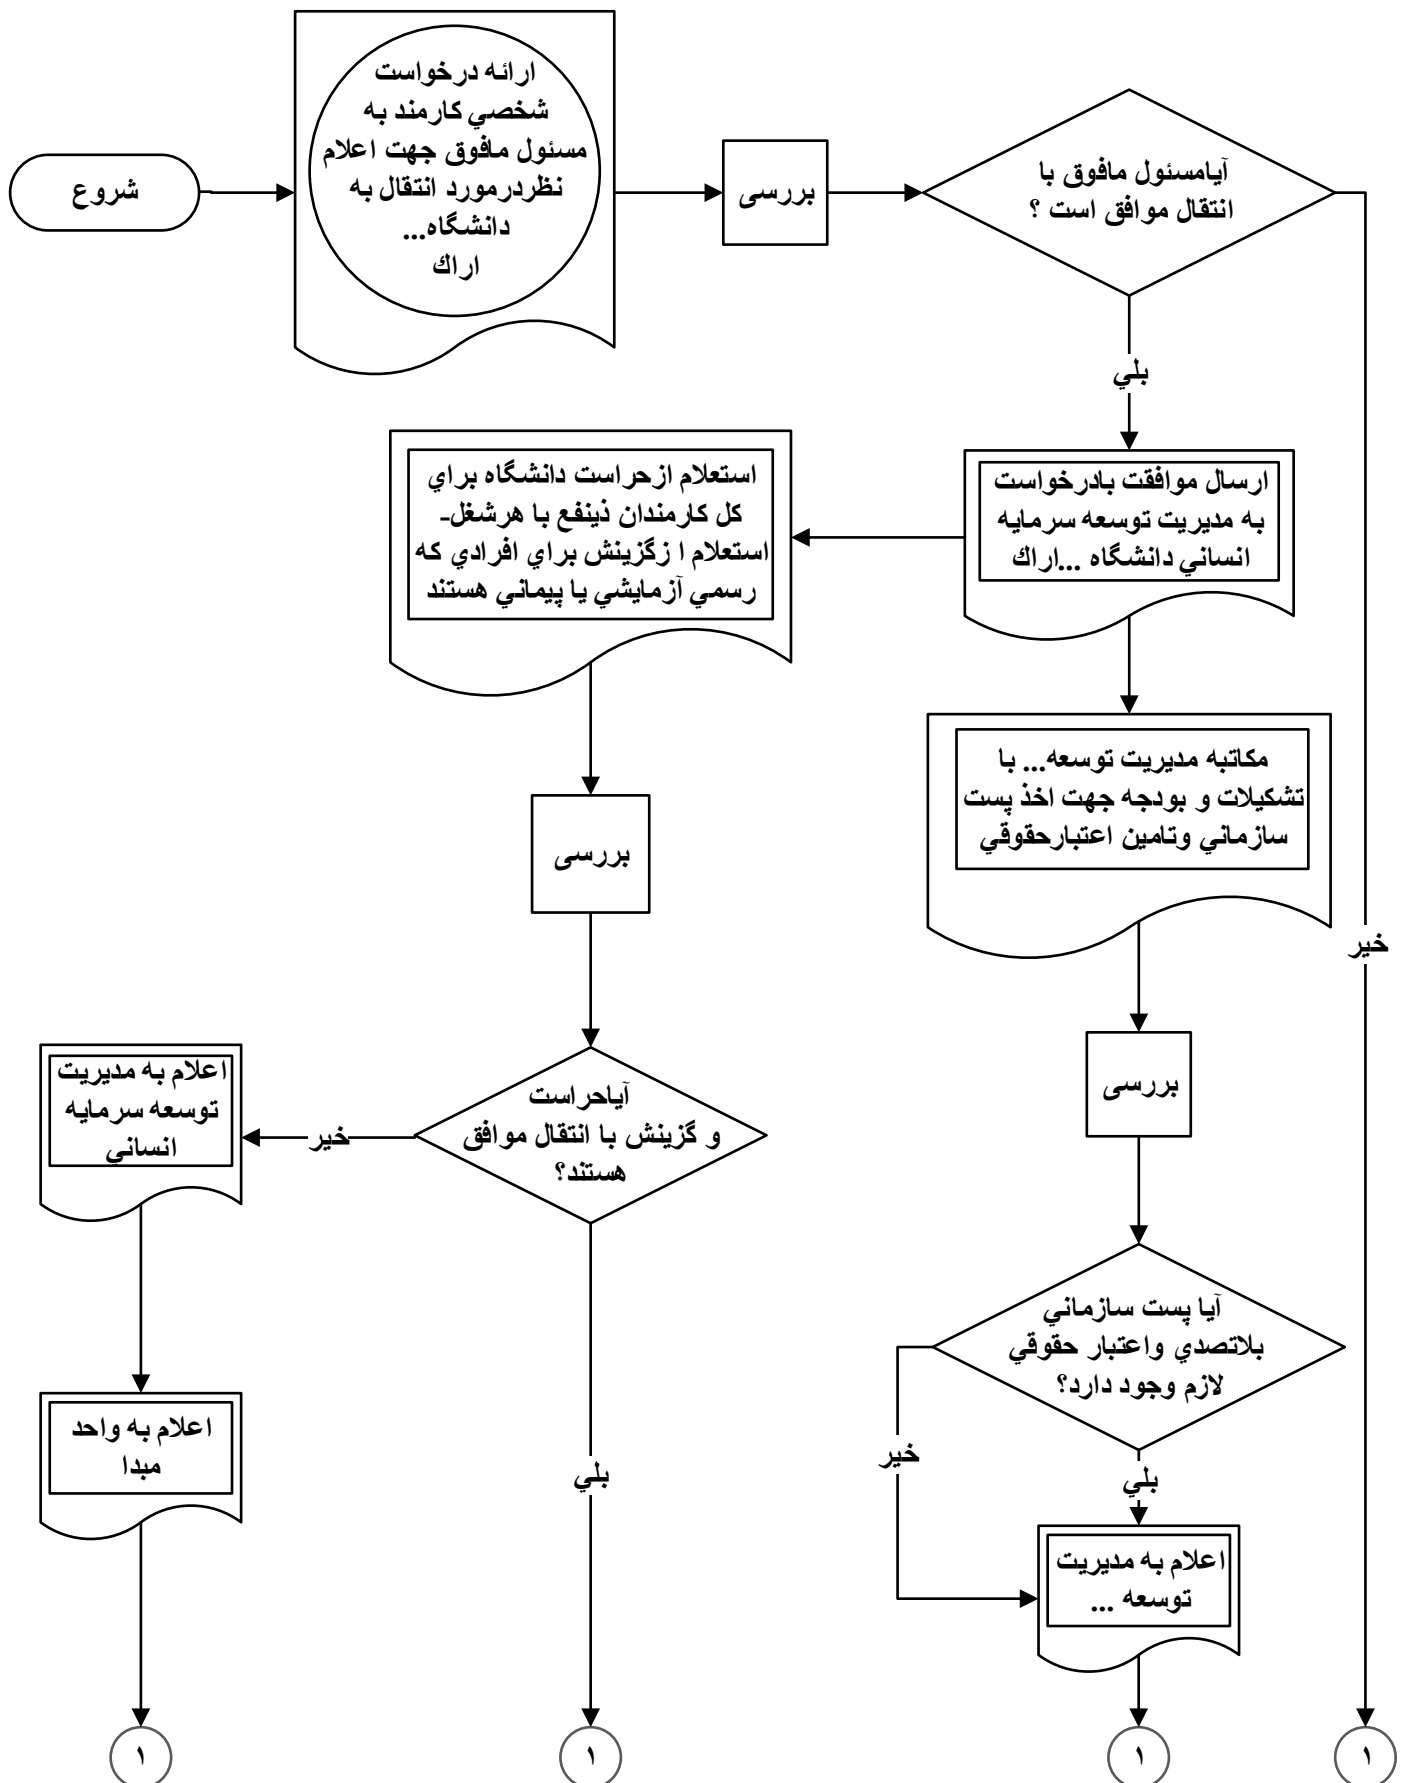 شروع
ارائه درخواست
شخصي كارمند به
مسئول مافوق جهت اعلام
نظردرمورد انتقال به
دانشگاه...
اراك
بررسی
آيامسئول مافوق با
انتقال موافق است ؟
بلي
خير
ارسال موافقت بادرخواست
به مديريت توسعه سرمايه
انساني دانشگاه ...اراك
استعلام ازحراست دانشگاه براي
كل كارمندان ذينفع با هرشغل-
استعلام ا زگزينش براي افرادي كه
رسمي آزمايشي يا پيماني هستند
مكاتبه مديريت توسعه... با
تشكيلات و بودجه جهت اخذ پست
سازماني وتامين اعتبارحقوقي
بررسی
بررسی
آياحراست
و گزينش با انتقال موافق
هستند؟
خير
بلي
اعلام به مديريت
توسعه سرمايه
انساني
اعلام به واحد
مبدا
آيا پست سازماني
بلاتصدي واعتبار حقوقي
لازم وجود دارد؟
خير
بلي
اعلام به مديريت
توسعه ...
۱
۱
۱
۱